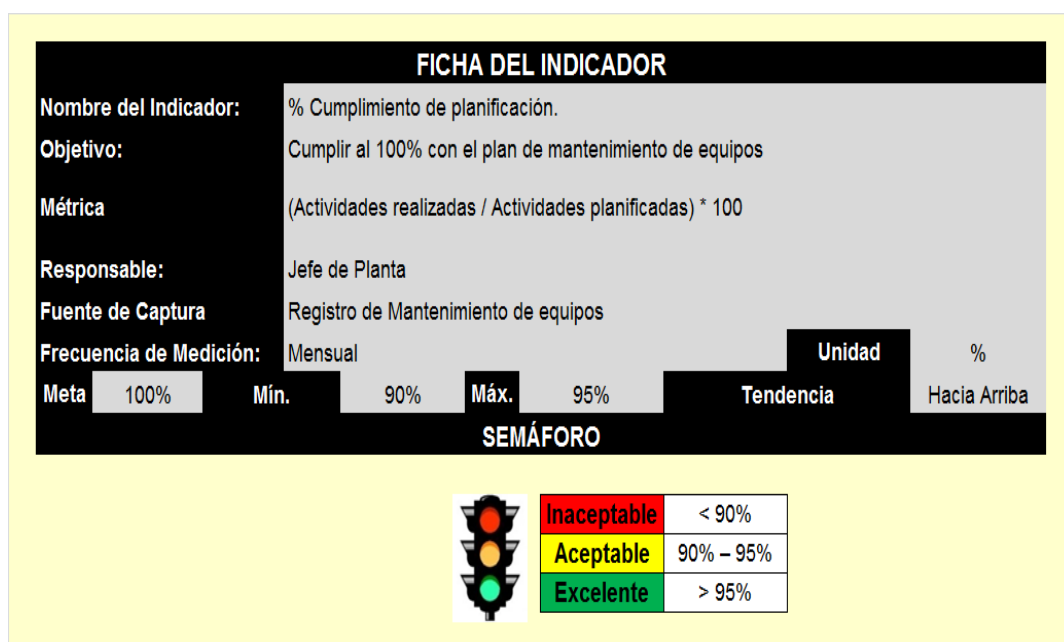 FICHA DEL INDICADOR
Nombre del Indicador: % Cumplimiento de planificación.
Objetivo: Cumplir al 100% con el plan de mantenimiento de equipos
Métrica (Actividades realizadas / Actividades planificadas) * 100
Responsable: Jefe de Planta
Fuente de Captura Registro de Mantenimiento de equipos
Frecuencia de Medición: Mensual Unidad %
Meta 100% Mín. 90% Máx. 95% Tendencia Hacia Arriba
SEMÁFORO
Inaceptable < 90%
Aceptable 90% – 95%
Excelente > 95%